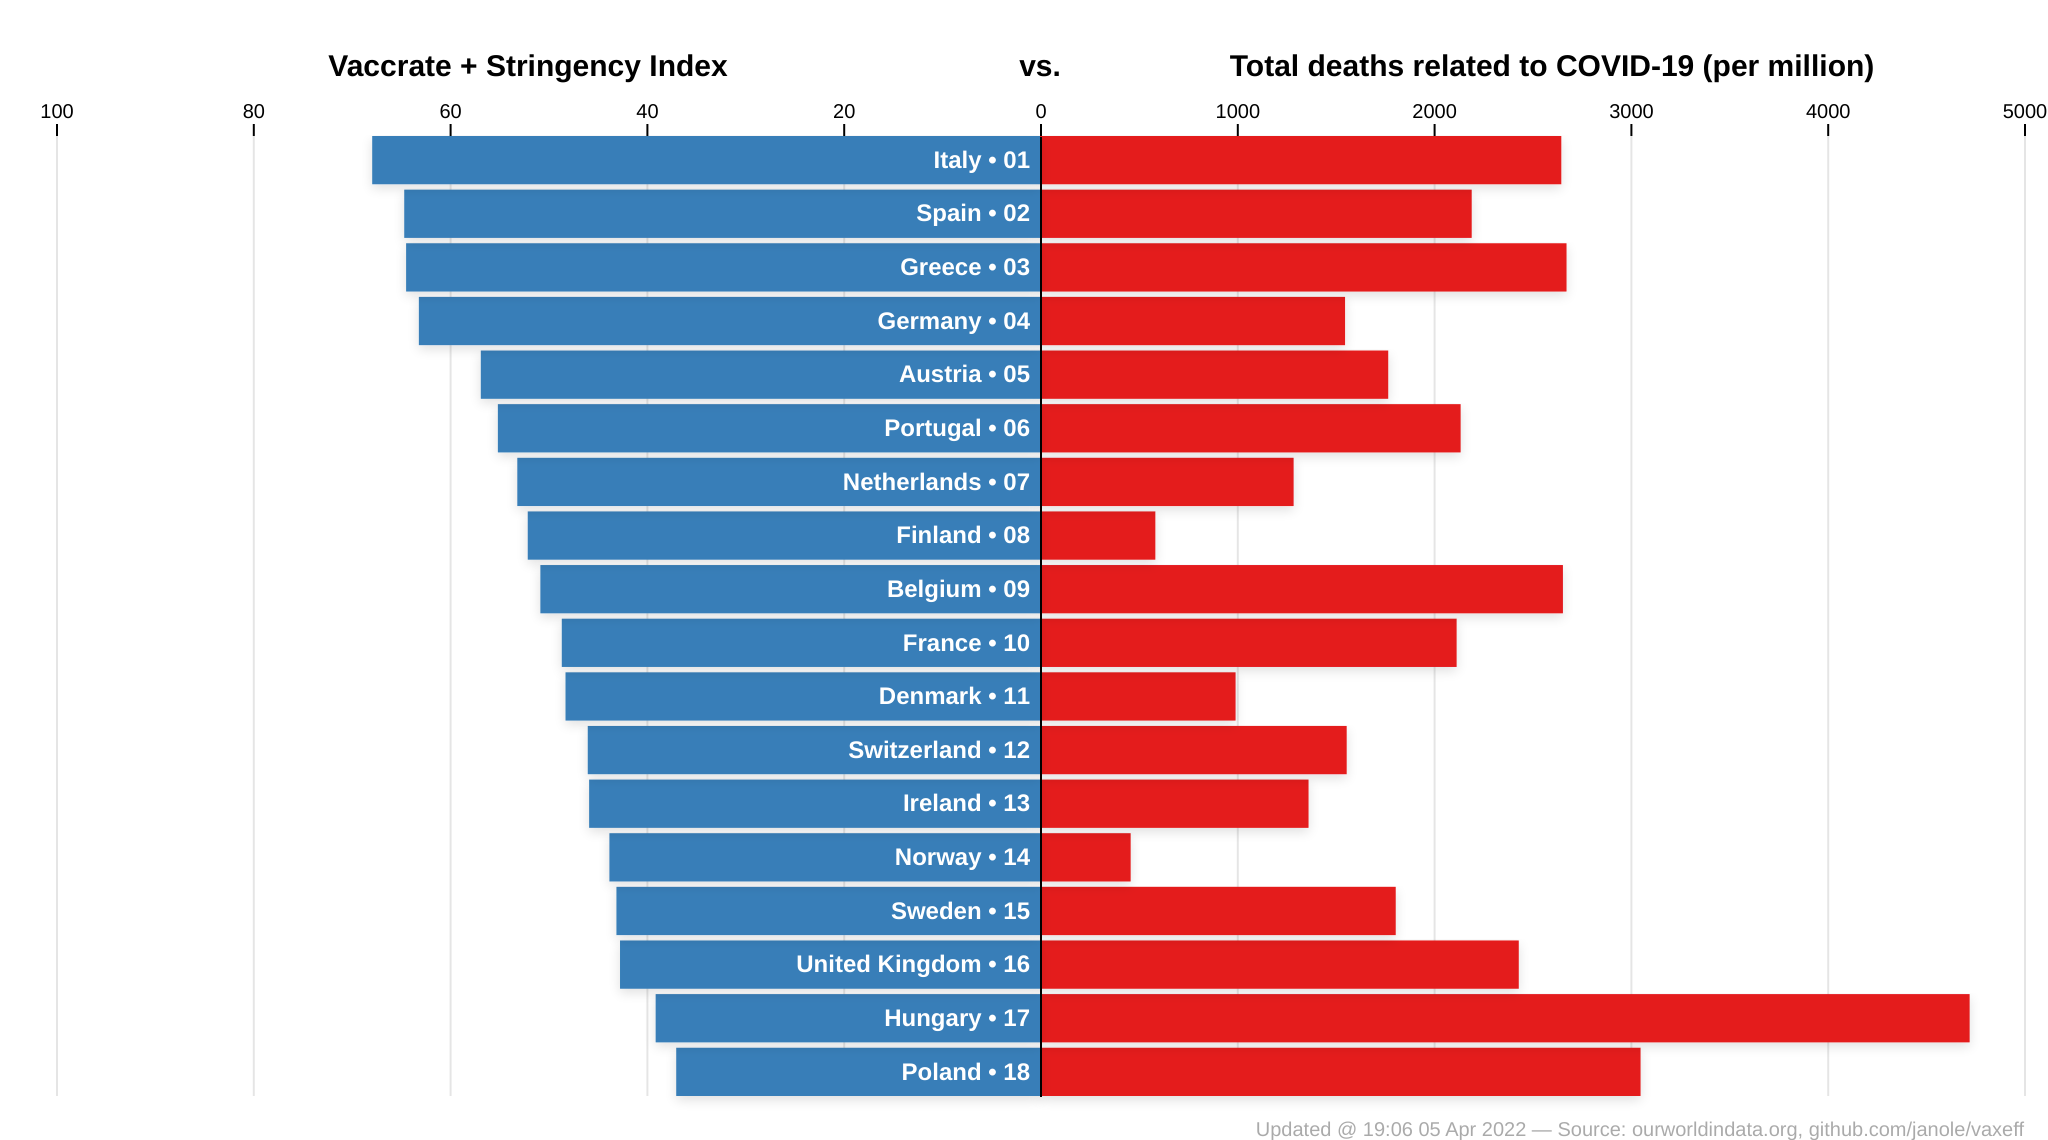 Vaccrate + Stringency Index vs. Total deaths related to COVID-19 (per million)
100 80 60 40 20 0 1000 2000 3000 4000 5000
Italy • 01
Spain • 02
Greece • 03
Germany • 04
Austria • 05
Portugal • 06
Netherlands • 07
Finland • 08
Belgium • 09
France • 10
Denmark • 11
Switzerland • 12
Ireland • 13
Norway • 14
Sweden • 15
United Kingdom • 16
Hungary • 17
Poland • 18
Updated @ 19:06 05 Apr 2022 — Source: ourworldindata.org, github.com/janole/vaxeff